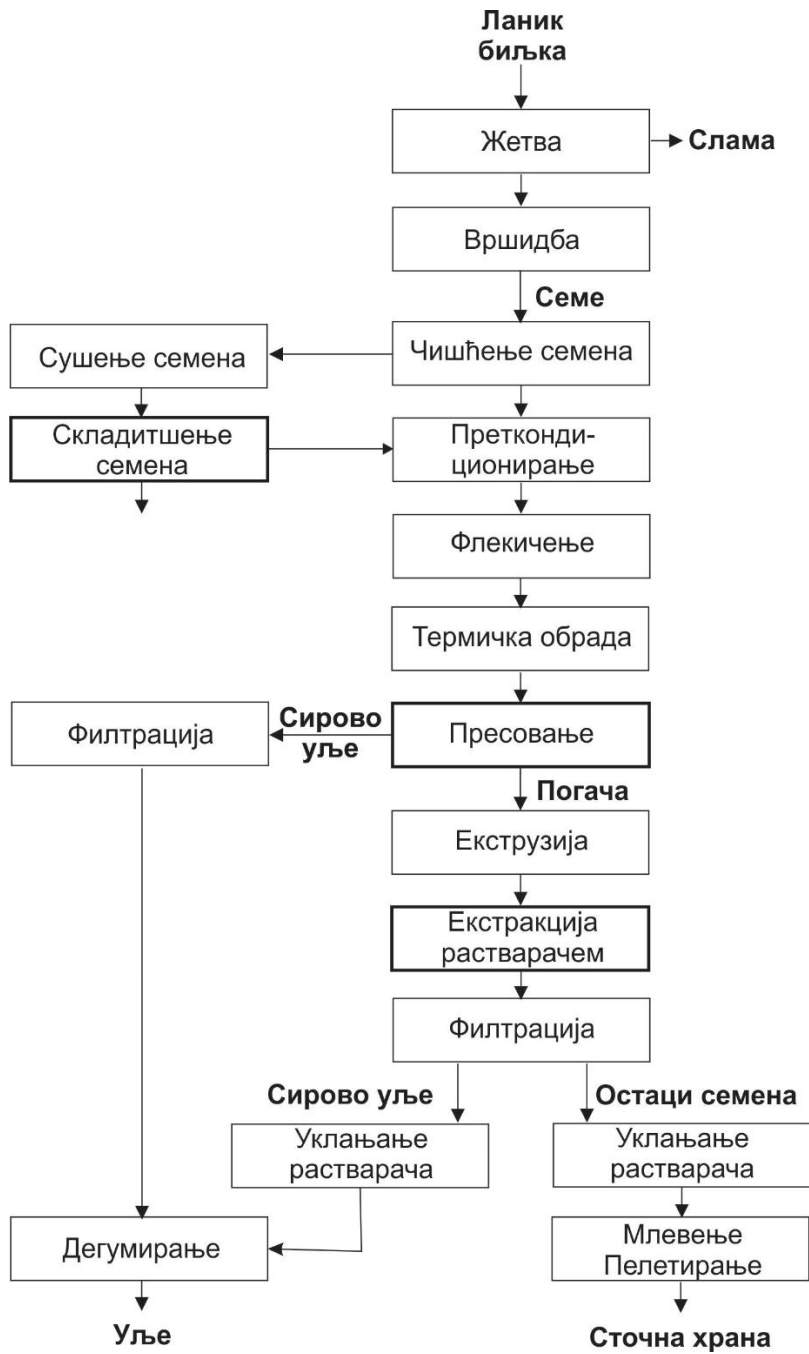 Ланик
биљка
Жетва
Слама
Вршидба
Семе
Сушење семена
Чишћење семена
Складитшење
семена
Претконди-
ционирање
Флекичење
Термичка обрада
Филтрација
Сирово
уље
Пресовање
Погача
Екструзија
Екстракција
растварачем
Филтрација
Сирово уље
Остаци семена
Уклањање
растварача
Уклањање
растварача
Дегумирање
Млевење
Пелетирање
Уље
Сточна храна